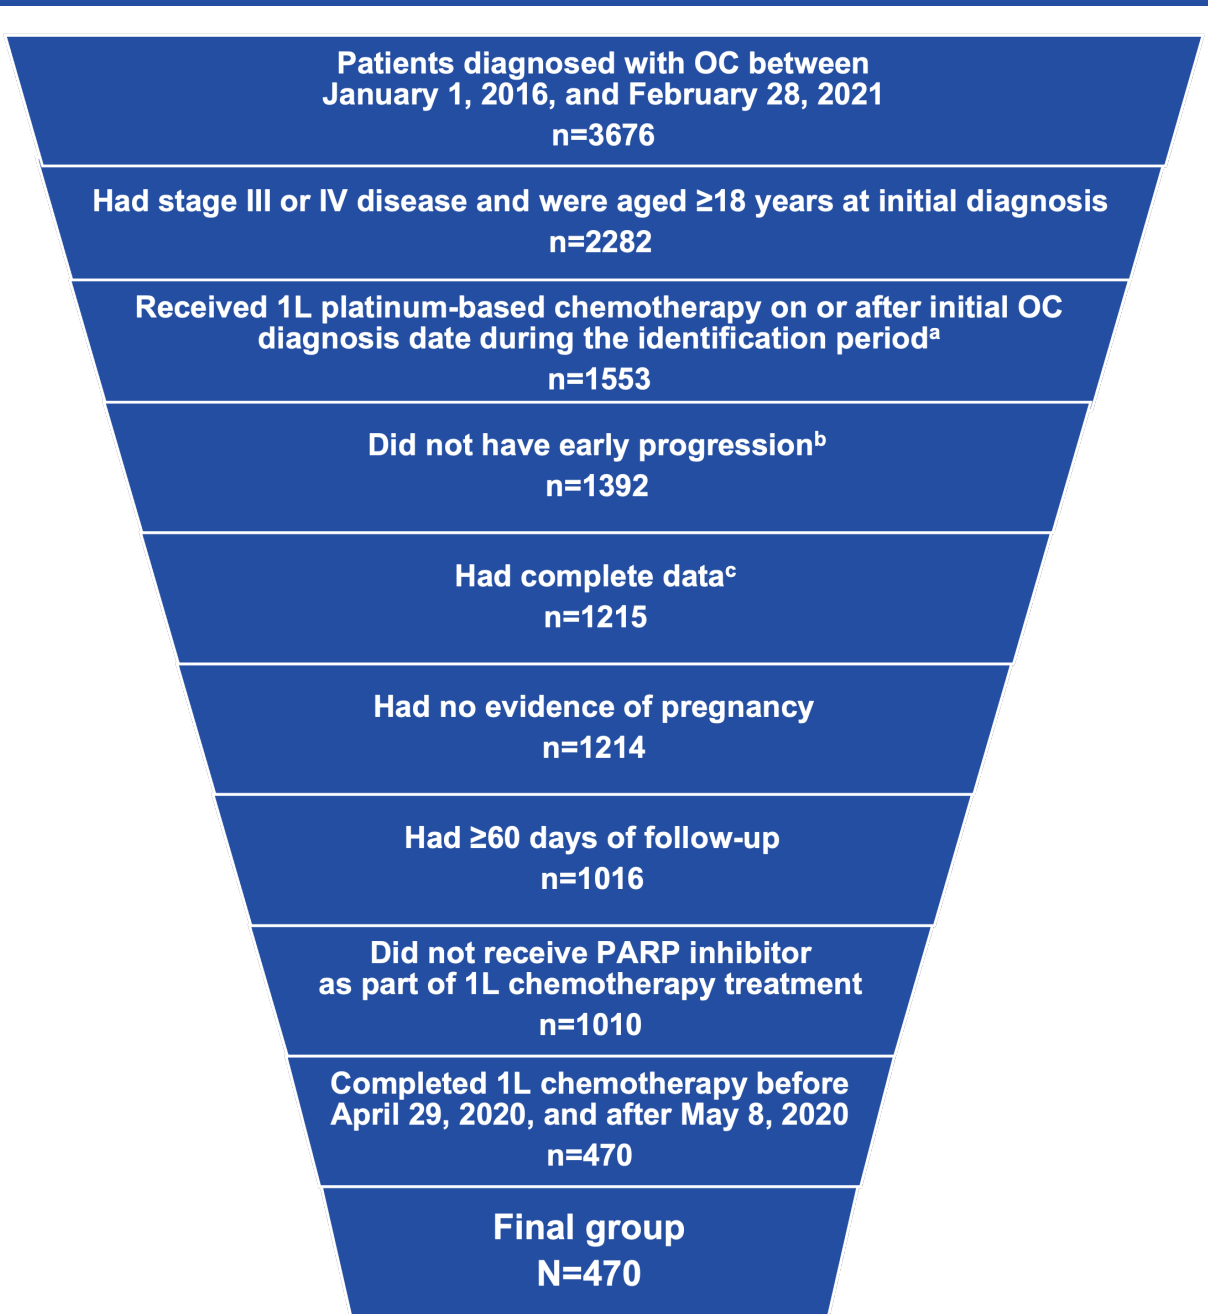 Patients diagnosed with OC between
January 1, 2016, and February 28, 2021
n=3676
Had stage III or IV disease and were aged ≥18 years at initial diagnosis
n=2282
Received 1L platinum-based chemotherapy on or after initial OC
diagnosis date during the identification periodᵃ
n=1553
Did not have early progressionᵇ
n=1392
Had complete dataᶜ
n=1215
Had no evidence of pregnancy
n=1214
Had ≥60 days of follow-up
n=1016
Did not receive PARP inhibitor
as part of 1L chemotherapy treatment
n=1010
Completed 1L chemotherapy before
April 29, 2020, and after May 8, 2020
n=470
Final group
N=470